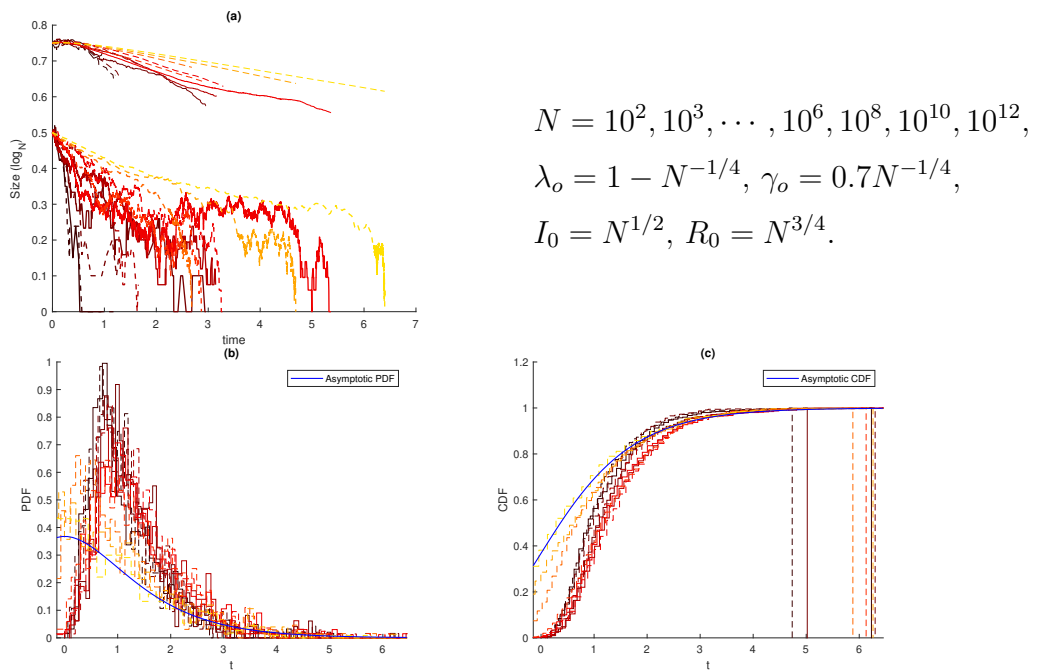 (a)
0.8
0.7
0.6
0.5
0.4
0.3
0.2
0.1
0
Size (log_N)
0 1 2 3 4 5 6 7
time
N = 10^2, 10^3, ⋯ , 10^6, 10^8, 10^10, 10^12,
λ_o = 1 − N^{−1/4}, γ_o = 0.7N^{−1/4},
I_0 = N^{1/2}, R_0 = N^{3/4}.
(b)
1
0.9
0.8
0.7
0.6
0.5
0.4
0.3
0.2
0.1
0
PDF
Asymptotic PDF
0 1 2 3 4 5 6
t
(c)
1.2
1
0.8
0.6
0.4
0.2
0
CDF
Asymptotic CDF
0 1 2 3 4 5 6
t